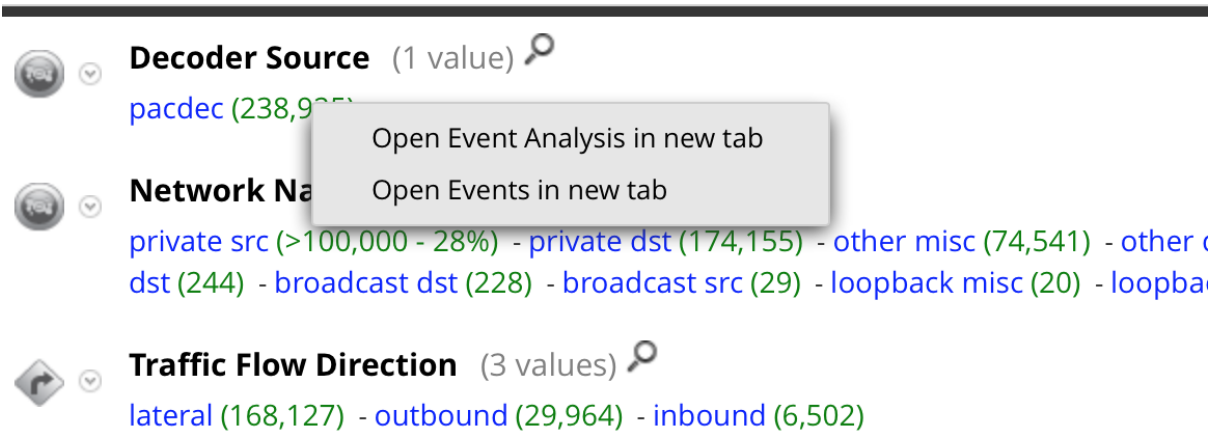 Decoder Source (1 value)
pacdec (238,9
Open Event Analysis in new tab
Network Na
Open Events in new tab
private src (>100,000 - 28%) - private dst (174,155) - other misc (74,541) - other
dst (244) - broadcast dst (228) - broadcast src (29) - loopback misc (20) - loopba
Traffic Flow Direction (3 values)
lateral (168,127) - outbound (29,964) - inbound (6,502)